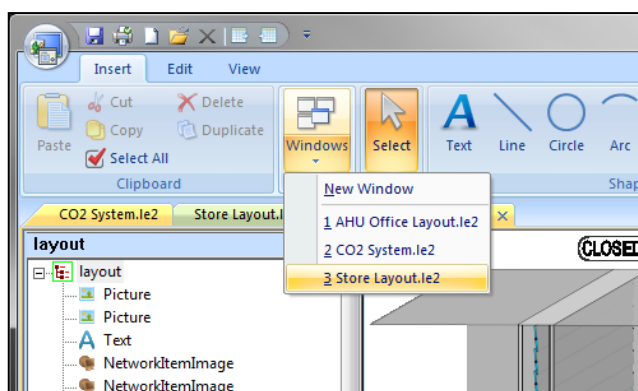 Insert Edit View
Cut Delete
Copy Duplicate
Paste
Select All
Windows Select Text Line Circle Arc
Clipboard
CO2 System.le2 Store Layout.l
New Window
1 AHU Office Layout.le2
2 CO2 System.le2
3 Store Layout.le2
layout
CLOSED
layout
Picture
Picture
Text
NetworkItemImage
NetworkItemImage